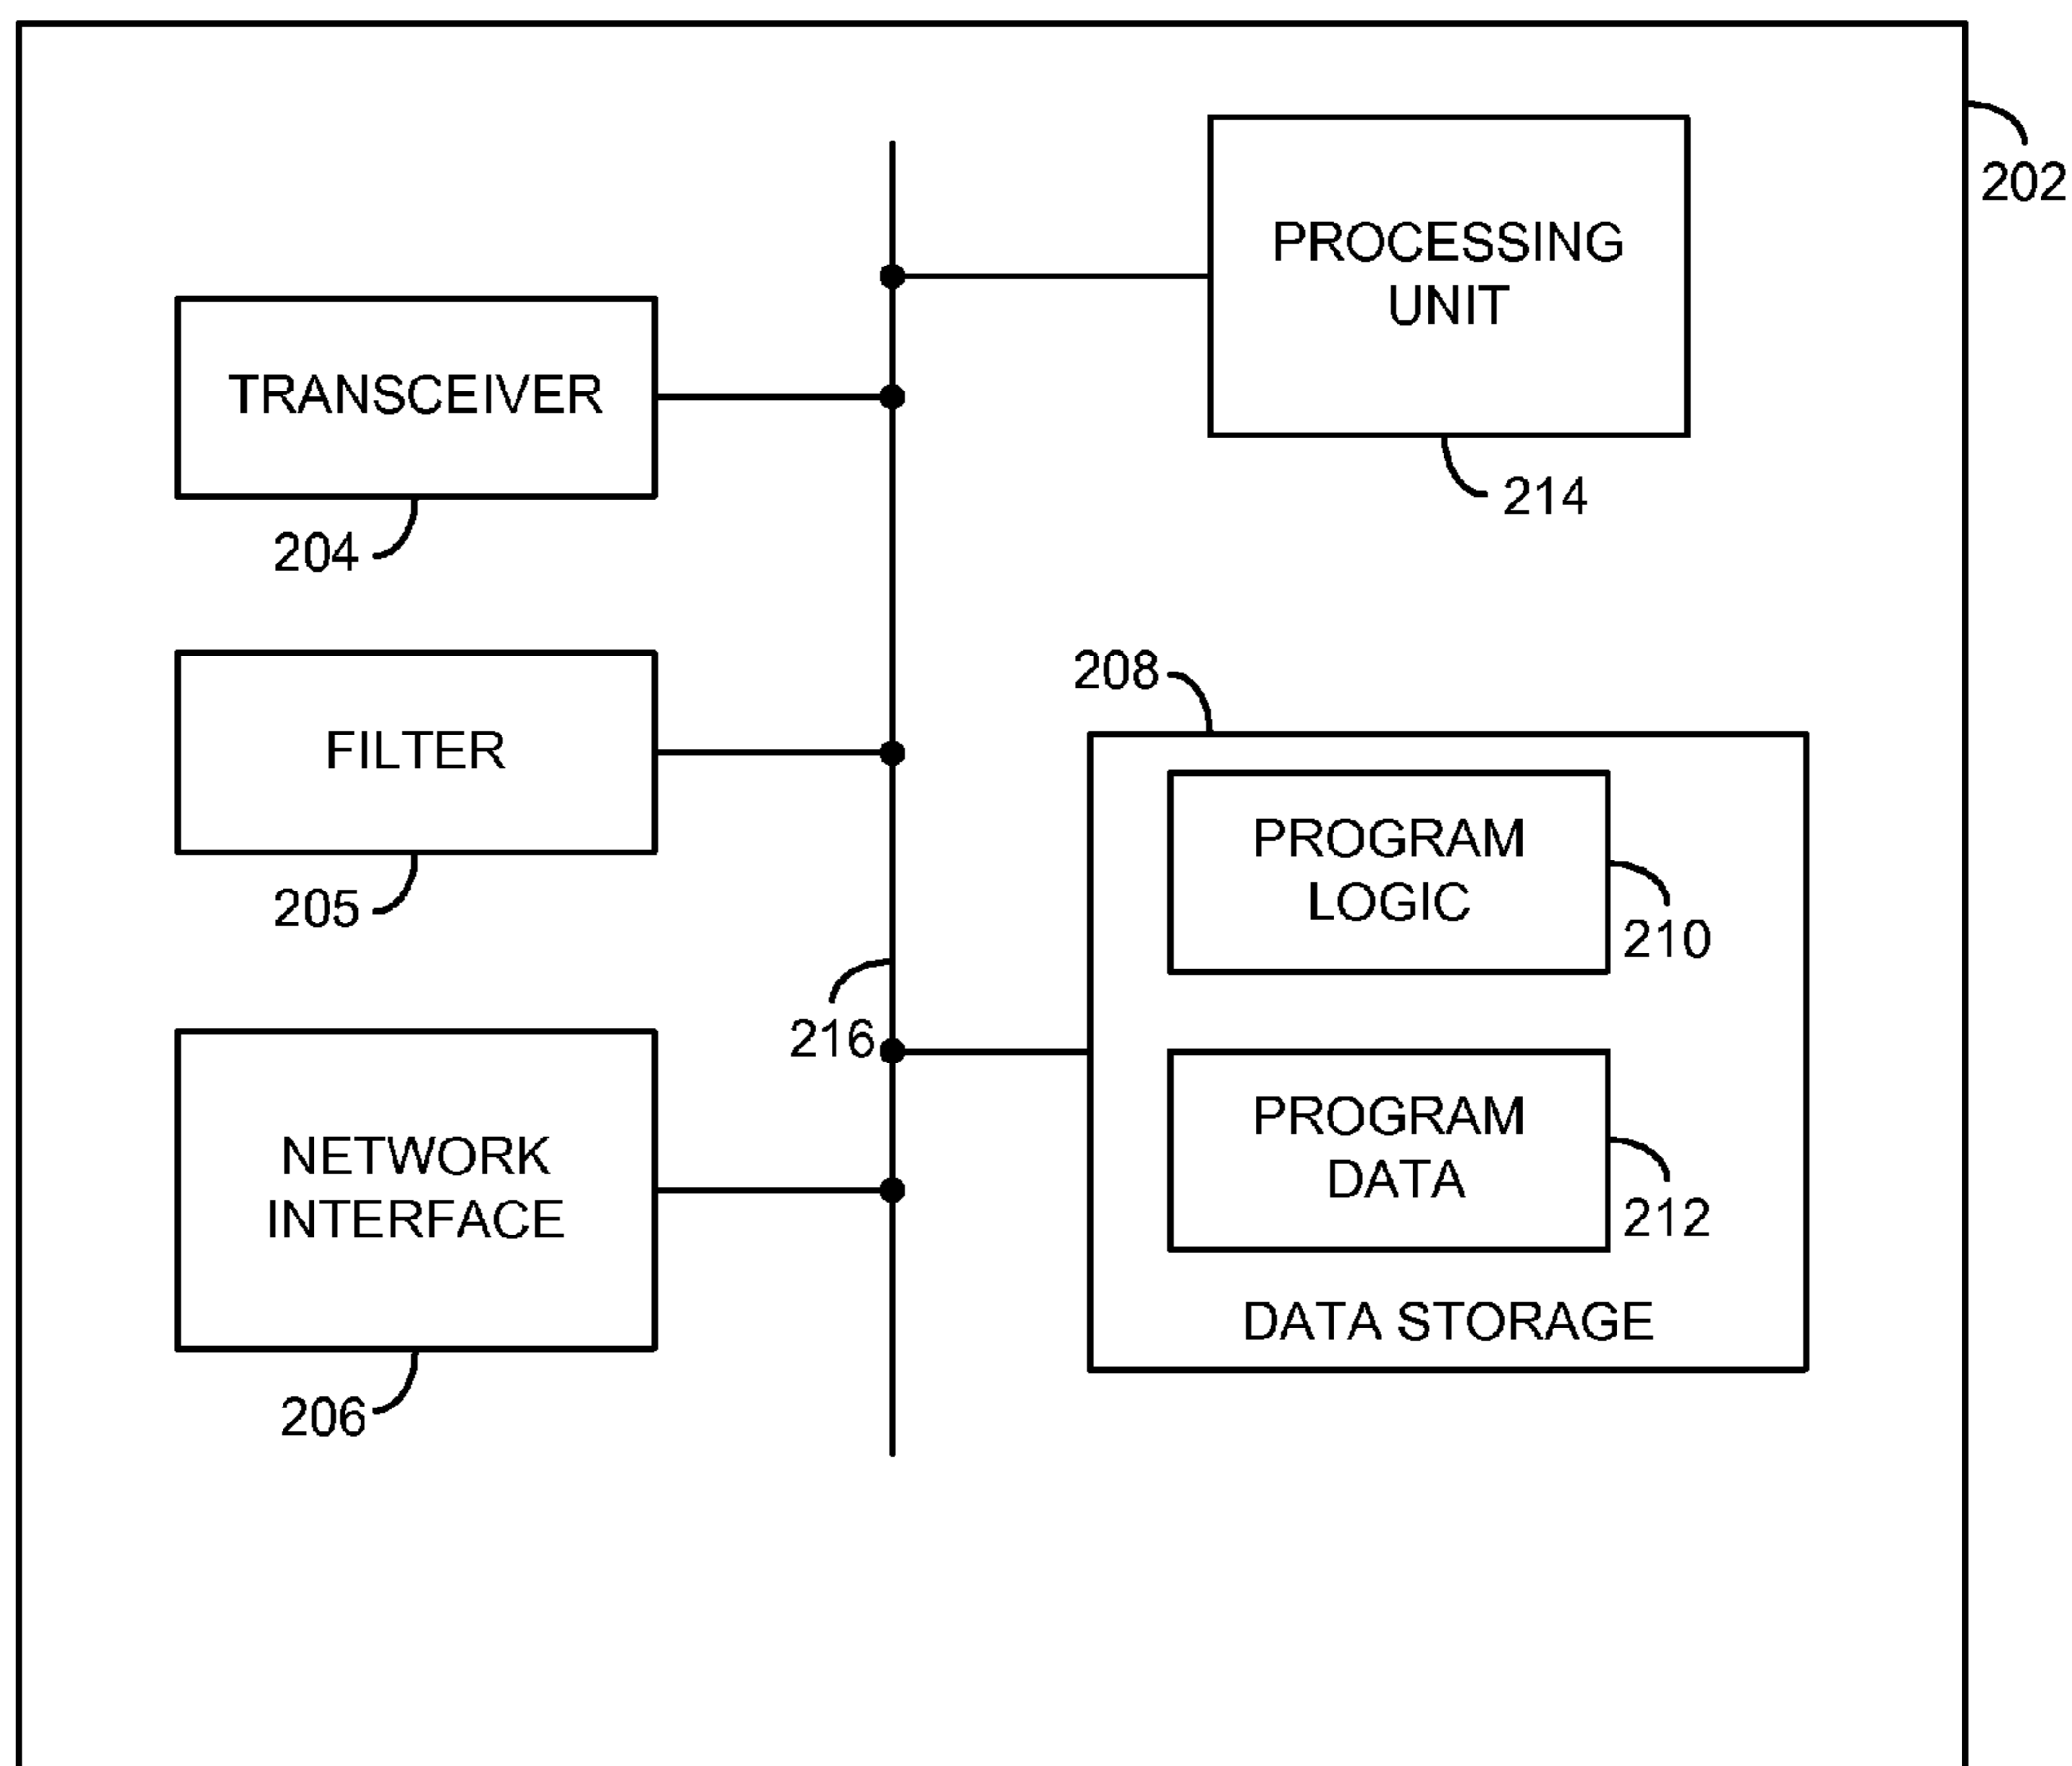 202
PROCESSING
UNIT
214
TRANSCEIVER
204
FILTER
205
216
NETWORK
INTERFACE
206
208
PROGRAM
LOGIC
210
PROGRAM
DATA
212
DATA STORAGE